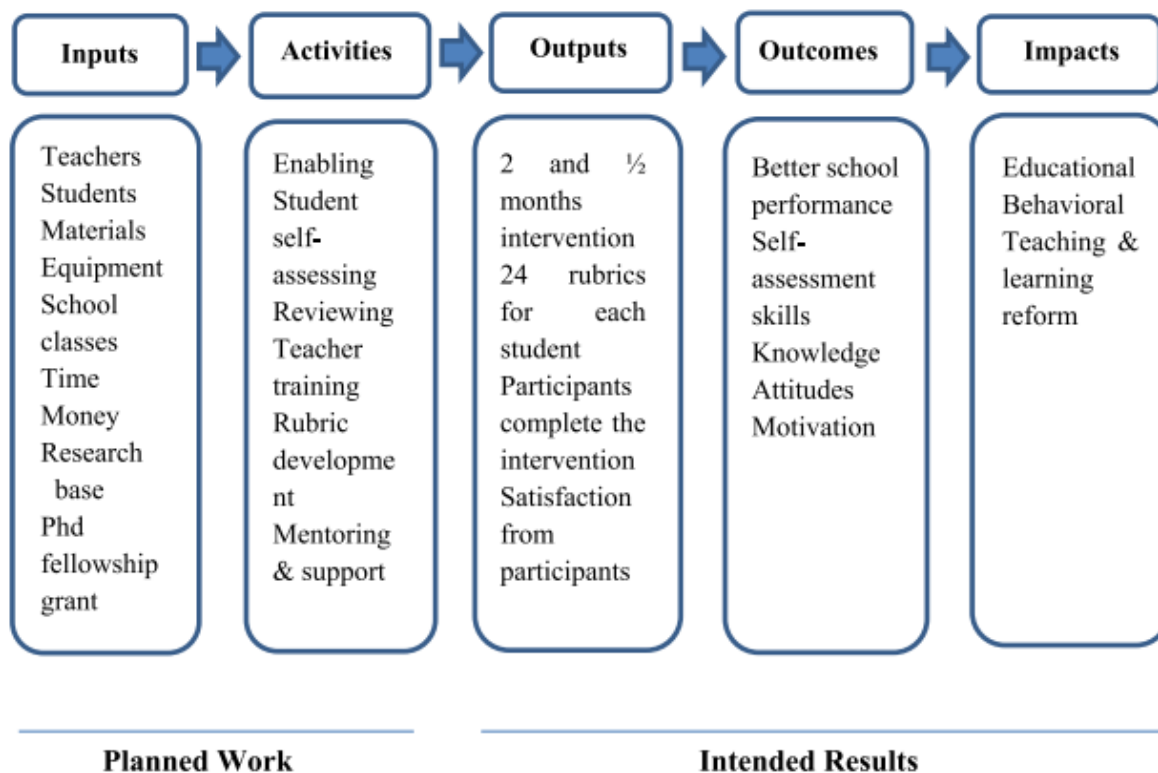 Inputs
Activities
Outputs
Outcomes
Impacts
Teachers
Students
Materials
Equipment
School
classes
Time
Money
Research
base
Phd
fellowship
grant
Enabling
Student
self-
assessing
Reviewing
Teacher
training
Rubric
developme
nt
Mentoring
& support
2 and ½
months
intervention
24 rubrics
for each
student
Participants
complete the
intervention
Satisfaction
from
participants
Better school
performance
Self-
assessment
skills
Knowledge
Attitudes
Motivation
Educational
Behavioral
Teaching &
learning
reform
Planned Work
Intended Results